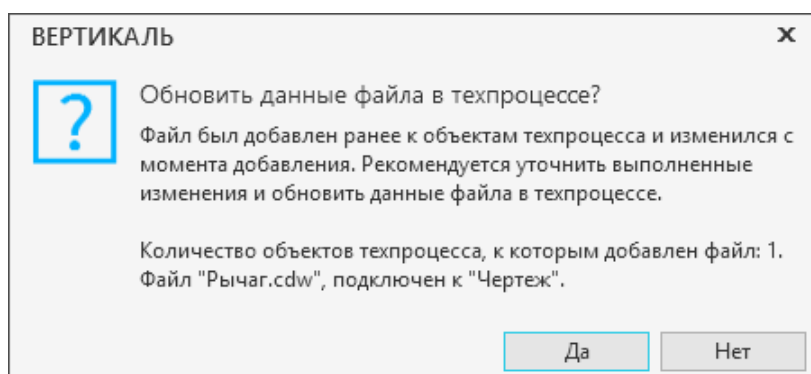 ВЕРТИКАЛЬ
x
?
Обновить данные файла в техпроцессе?
Файл был добавлен ранее к объектам техпроцесса и изменился с
момента добавления. Рекомендуется уточнить выполненные
изменения и обновить данные файла в техпроцессе.
Количество объектов техпроцесса, к которым добавлен файл: 1.
Файл "Рычаг.cdw", подключен к "Чертеж".
Да
Нет